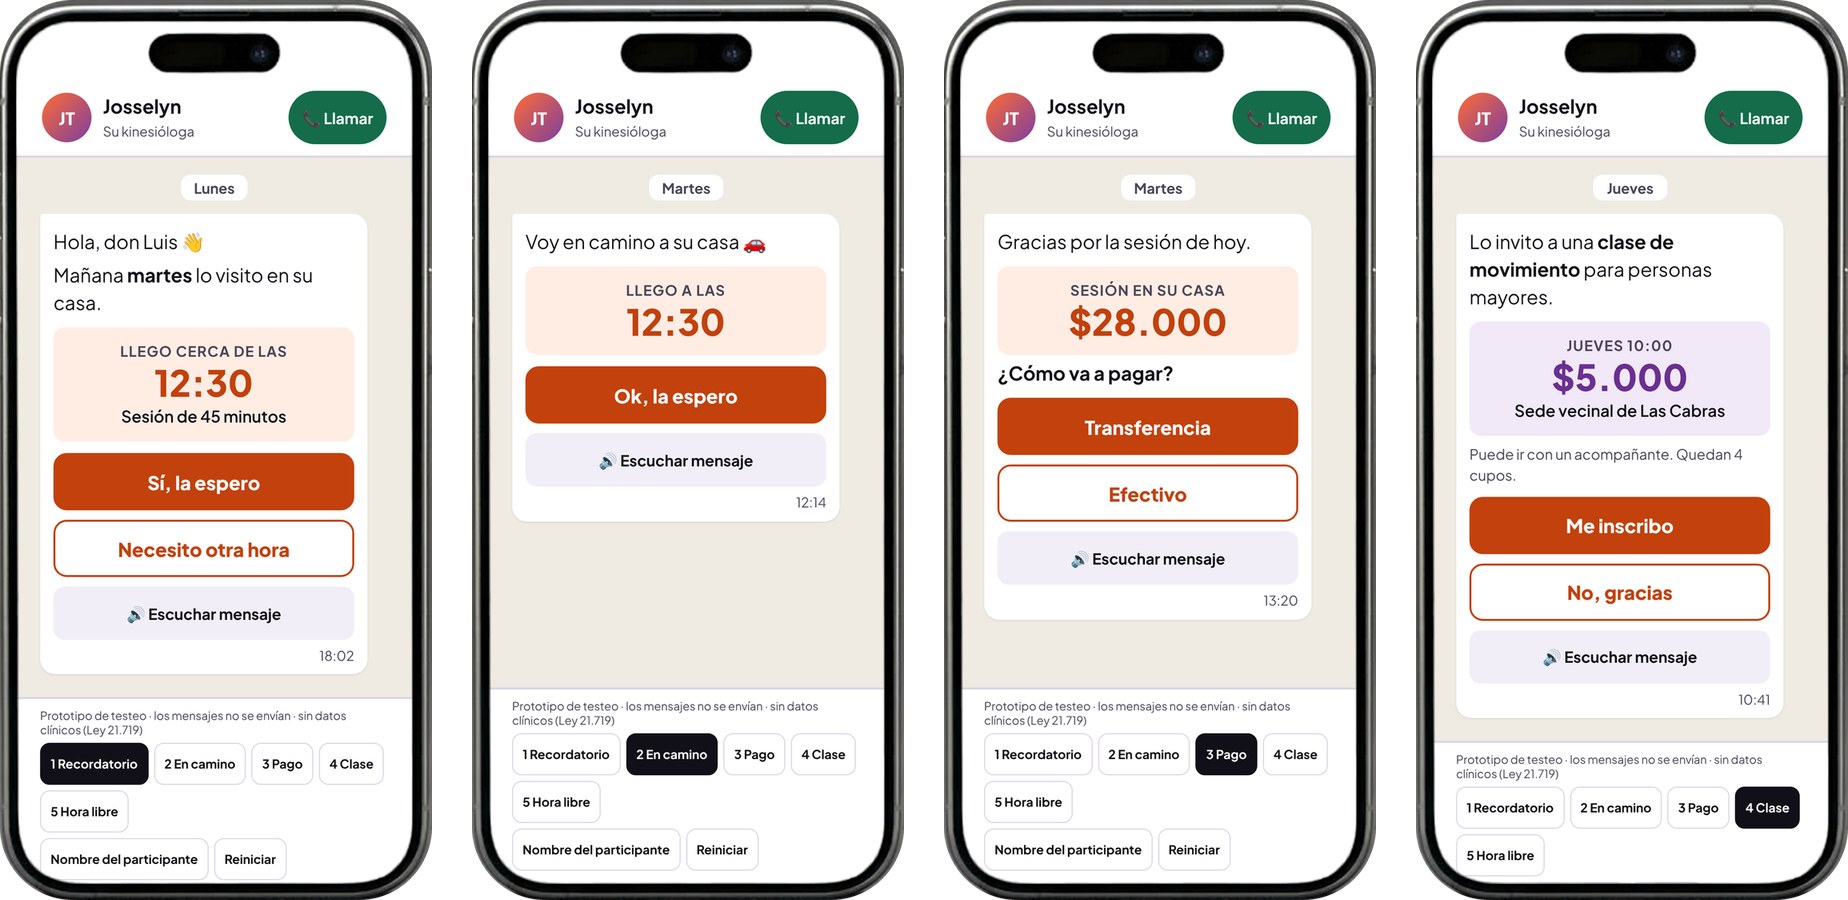 JT
Josselyn
Su kinesióloga
📞 Llamar
Lunes
Hola, don Luis 👋
Mañana martes lo visito en su
casa.
LLEGO CERCA DE LAS
12:30
Sesión de 45 minutos
Sí, la espero
Necesito otra hora
🔊 Escuchar mensaje
18:02
Prototipo de testeo · los mensajes no se envían · sin datos
clínicos (Ley 21.719)
1 Recordatorio
2 En camino
3 Pago
4 Clase
5 Hora libre
Nombre del participante
Reiniciar
JT
Josselyn
Su kinesióloga
📞 Llamar
Martes
Voy en camino a su casa 🚗
LLEGO A LAS
12:30
Ok, la espero
🔊 Escuchar mensaje
12:14
Prototipo de testeo · los mensajes no se envían · sin datos
clínicos (Ley 21.719)
1 Recordatorio
2 En camino
3 Pago
4 Clase
5 Hora libre
Nombre del participante
Reiniciar
JT
Josselyn
Su kinesióloga
📞 Llamar
Martes
Gracias por la sesión de hoy.
SESIÓN EN SU CASA
$28.000
¿Cómo va a pagar?
Transferencia
Efectivo
🔊 Escuchar mensaje
13:20
Prototipo de testeo · los mensajes no se envían · sin datos
clínicos (Ley 21.719)
1 Recordatorio
2 En camino
3 Pago
4 Clase
5 Hora libre
Nombre del participante
Reiniciar
JT
Josselyn
Su kinesióloga
📞 Llamar
Jueves
Lo invito a una clase de
movimiento para personas
mayores.
JUEVES 10:00
$5.000
Sede vecinal de Las Cabras
Puede ir con un acompañante. Quedan 4
cupos.
Me inscribo
No, gracias
🔊 Escuchar mensaje
10:41
Prototipo de testeo · los mensajes no se envían · sin datos
clínicos (Ley 21.719)
1 Recordatorio
2 En camino
3 Pago
4 Clase
5 Hora libre